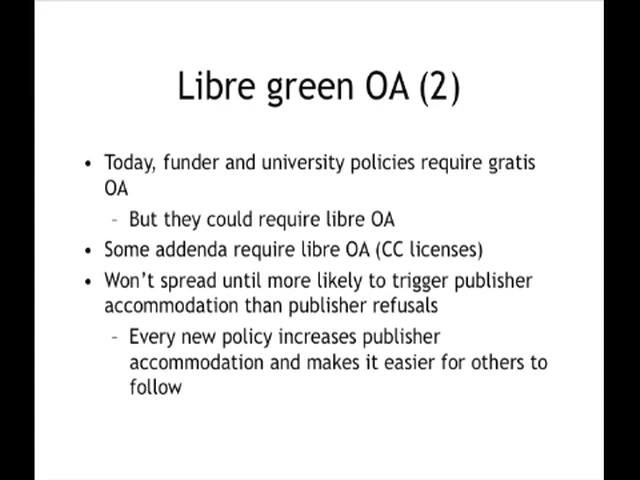 Libre green OA (2)
• Today, funder and university policies require gratis
OA
– But they could require libre OA
• Some addenda require libre OA (CC licenses)
• Won't spread until more likely to trigger publisher
accommodation than publisher refusals
– Every new policy increases publisher
accommodation and makes it easier for others to
follow